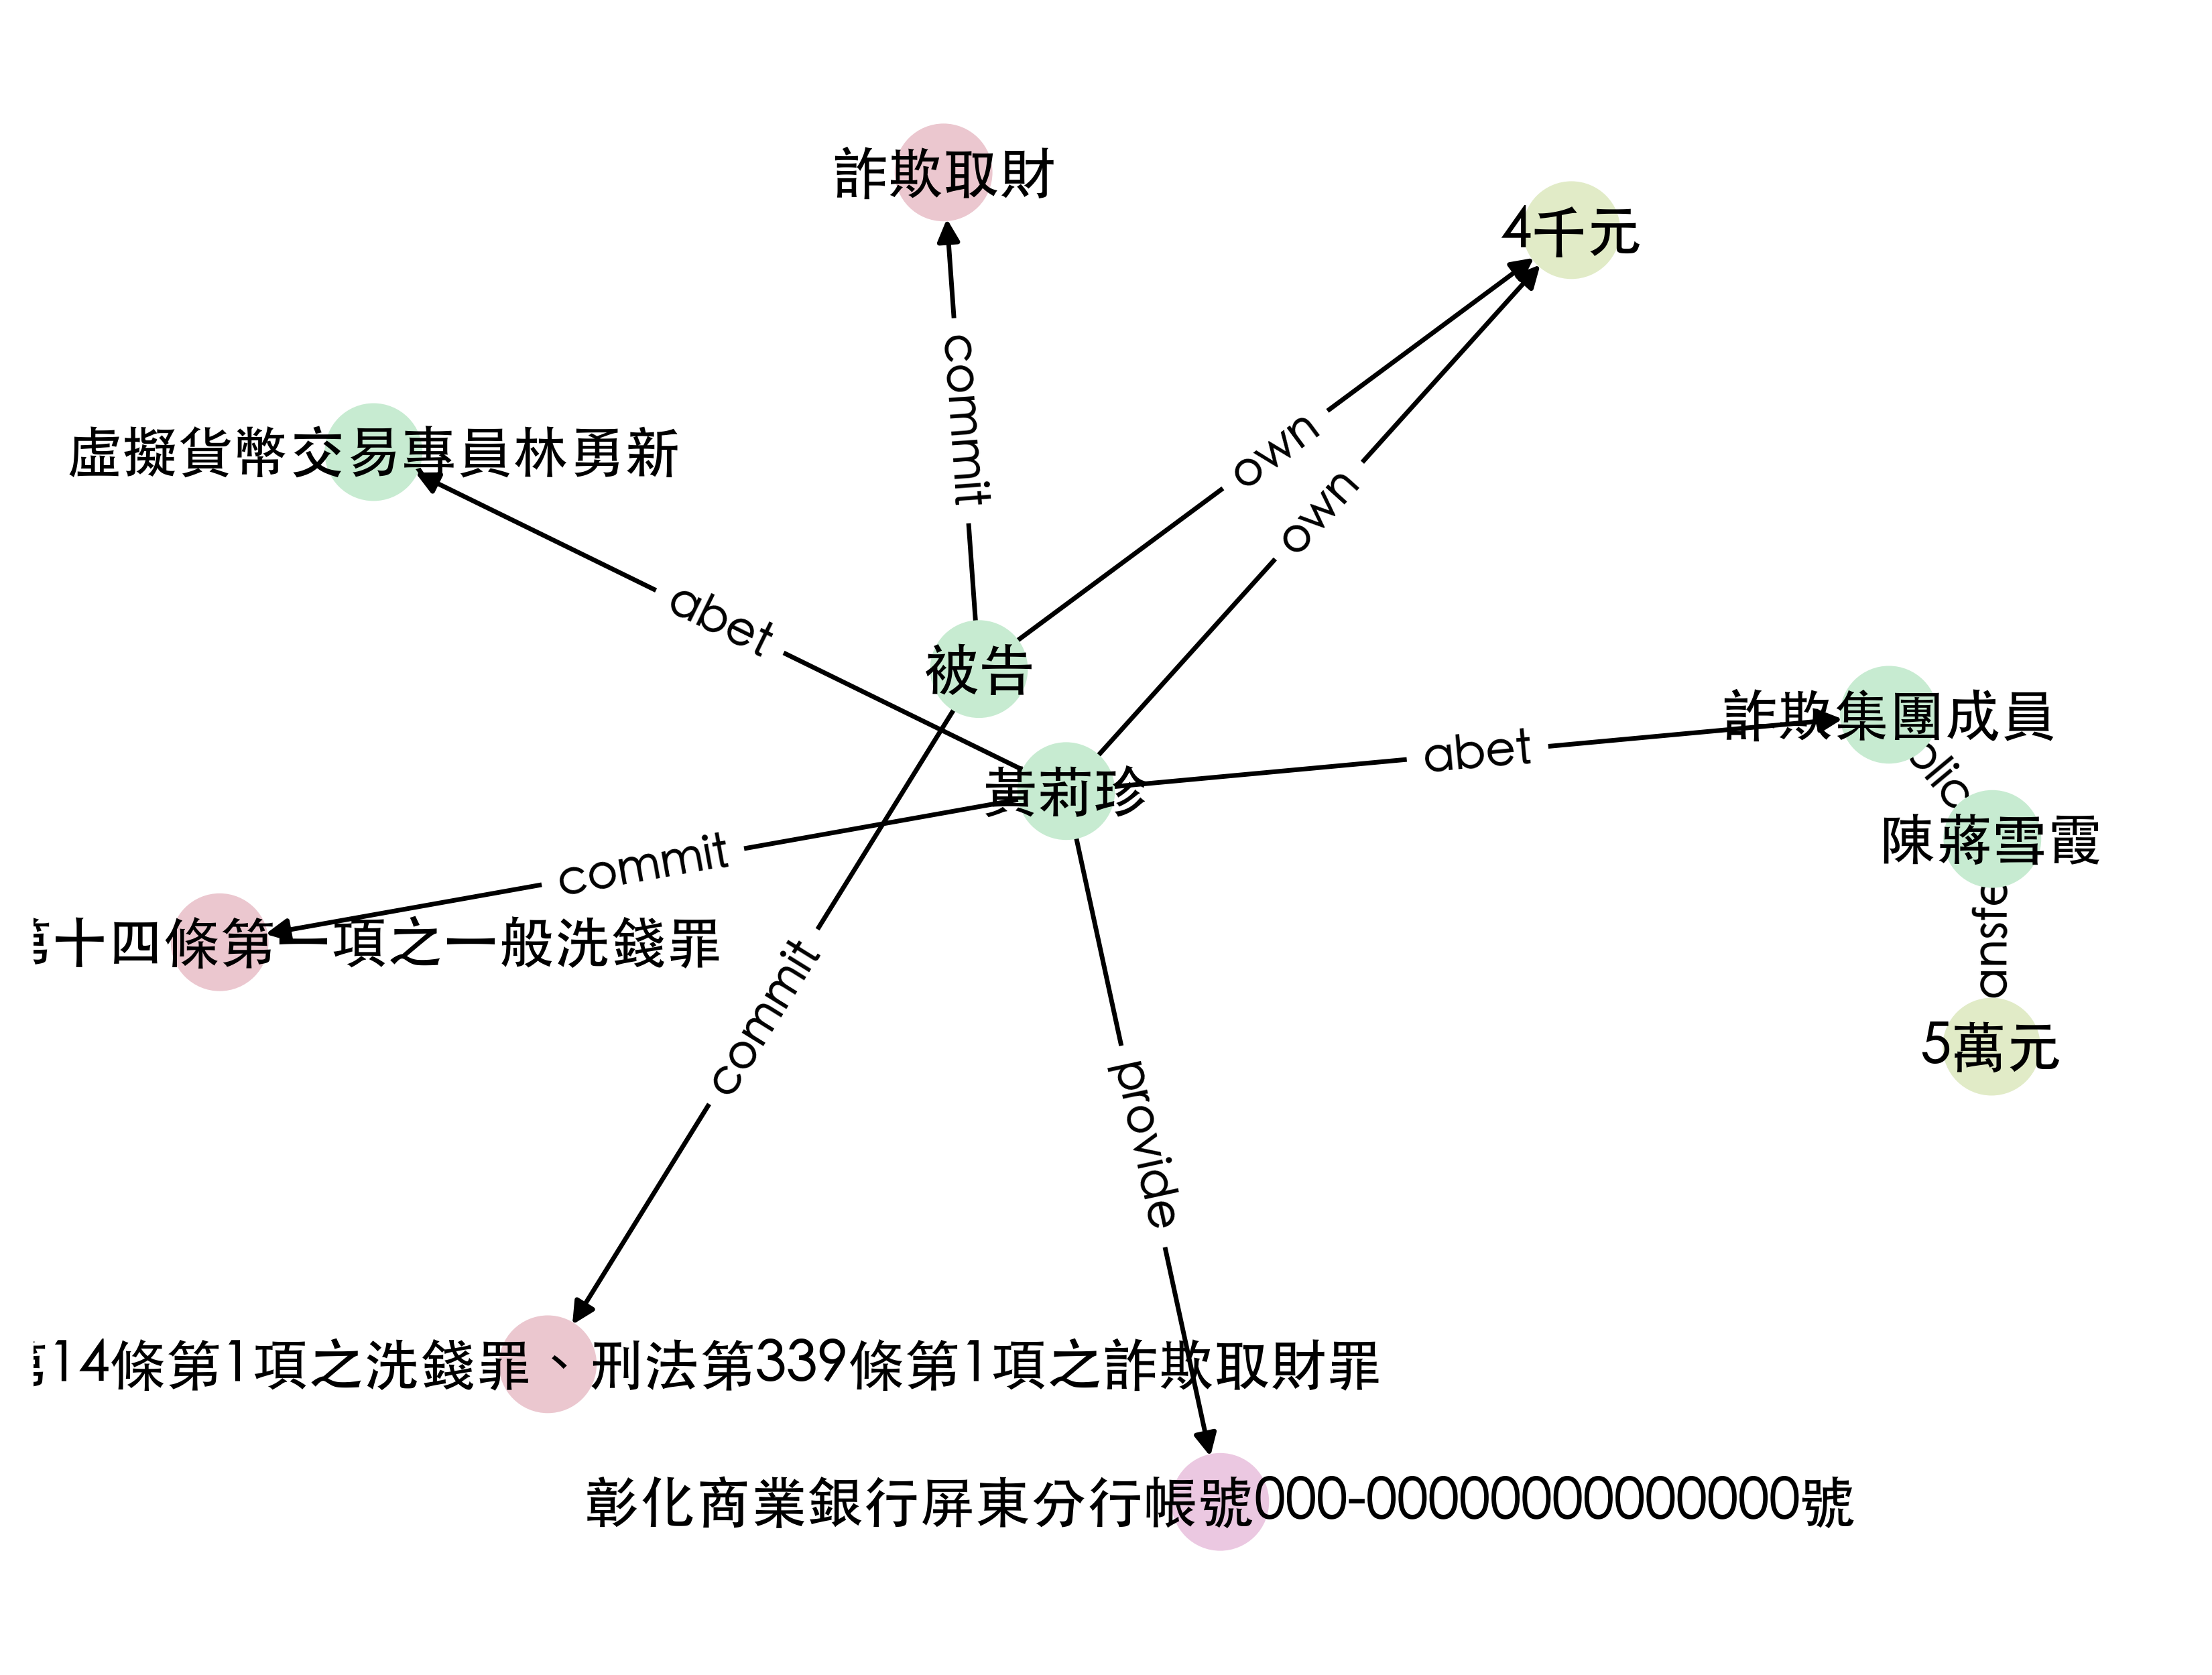 詐欺取財
4千元
commit
own
虛擬貨幣交易專員林勇新
own
abet
被告
詐欺集團成員
abet
黃莉珍
陳蔣雪霞
commit
十四條第一項之一般洗錢罪
commit
5萬元
provide
14條第1項之洗錢罪、刑法第339條第1項之詐欺取財罪
彰化商業銀行屏東分行帳號000-00000000000000號